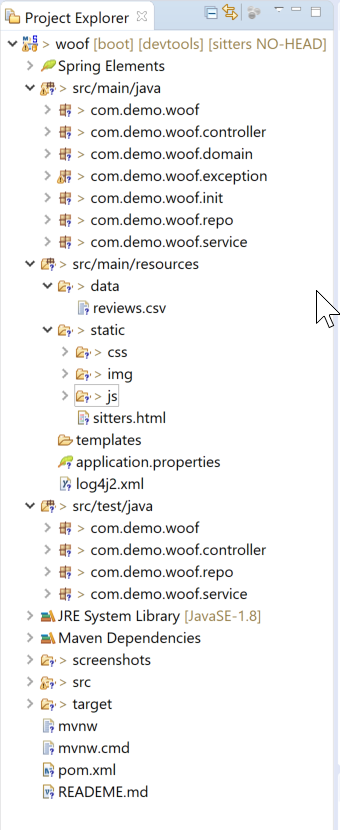 Project Explorer
> woof [boot] [devtools] [sitters NO-HEAD]
Spring Elements
> src/main/java
> com.demo.woof
> com.demo.woof.controller
> com.demo.woof.domain
> com.demo.woof.exception
> com.demo.woof.init
> com.demo.woof.repo
> com.demo.woof.service
> src/main/resources
> data
reviews.csv
> static
> css
> img
> js
sitters.html
templates
application.properties
log4j2.xml
> src/test/java
> com.demo.woof
> com.demo.woof.controller
> com.demo.woof.repo
> com.demo.woof.service
JRE System Library [JavaSE-1.8]
Maven Dependencies
> screenshots
> src
> target
mvnw
mvnw.cmd
pom.xml
READEME.md